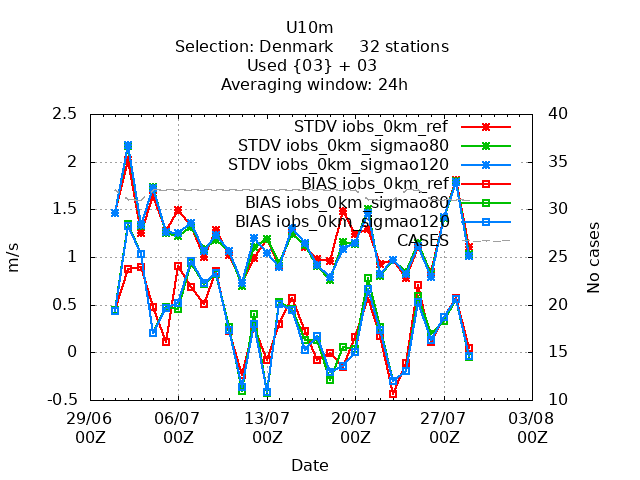 U10m
Selection: Denmark 32 stations
Used {03} + 03
Averaging window: 24h
2.5
2
1.5
1
0.5
0
-0.5
m/s
40
35
30
25
20
15
10
No cases
STDV iobs_0km_ref
STDV iobs_0km_sigmao80
STDV iobs_0km_sigmao120
BIAS iobs_0km_ref
BIAS iobs_0km_sigmao80
BIAS iobs_0km_sigmao120
CASES
29/06 06/07 13/07 20/07 27/07 03/08
00Z 00Z 00Z 00Z 00Z 00Z
Date